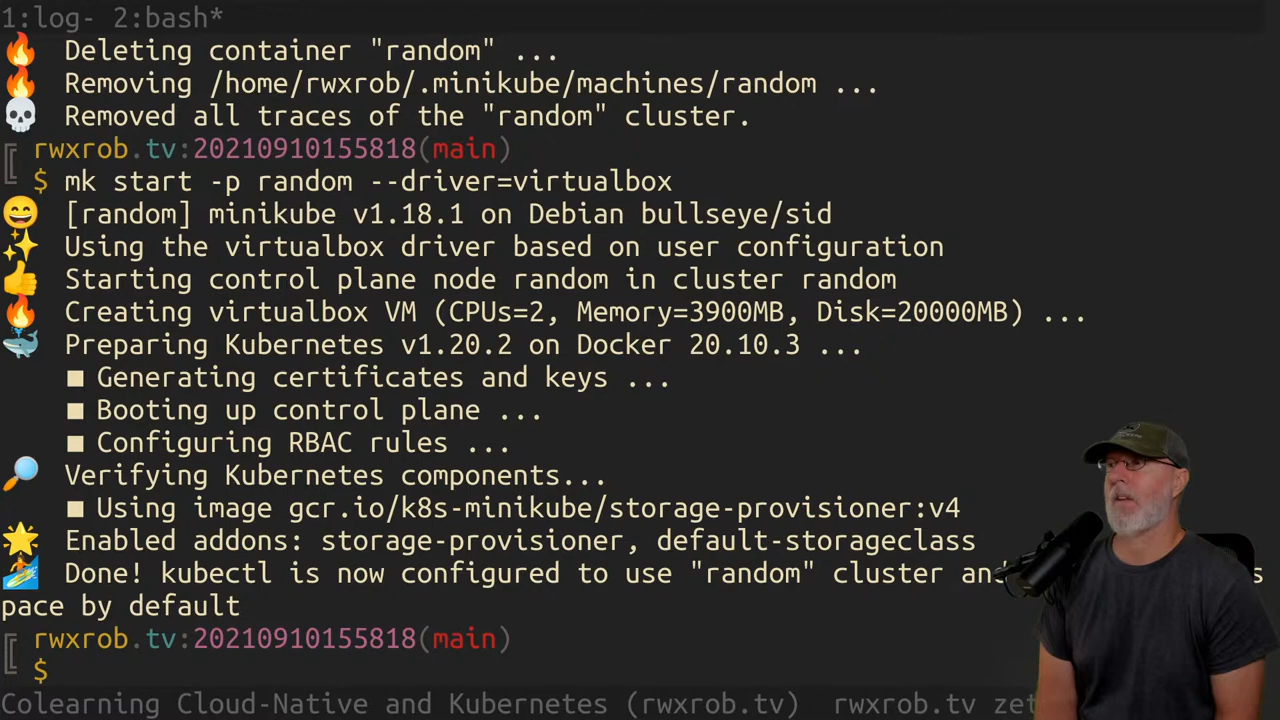 1:log- 2:bash*
Deleting container "random" ...
Removing /home/rwxrob/.minikube/machines/random ...
Removed all traces of the "random" cluster.
rwxrob.tv:20210910155818(main)
$ mk start -p random --driver=virtualbox
[random] minikube v1.18.1 on Debian bullseye/sid
Using the virtualbox driver based on user configuration
Starting control plane node random in cluster random
Creating virtualbox VM (CPUs=2, Memory=3900MB, Disk=20000MB) ...
Preparing Kubernetes v1.20.2 on Docker 20.10.3 ...
■ Generating certificates and keys ...
■ Booting up control plane ...
■ Configuring RBAC rules ...
Verifying Kubernetes components...
■ Using image gcr.io/k8s-minikube/storage-provisioner:v4
Enabled addons: storage-provisioner, default-storageclass
Done! kubectl is now configured to use "random" cluster and s
pace by default
rwxrob.tv:20210910155818(main)
$
Colearning Cloud-Native and Kubernetes (rwxrob.tv) rwxrob.tv zet